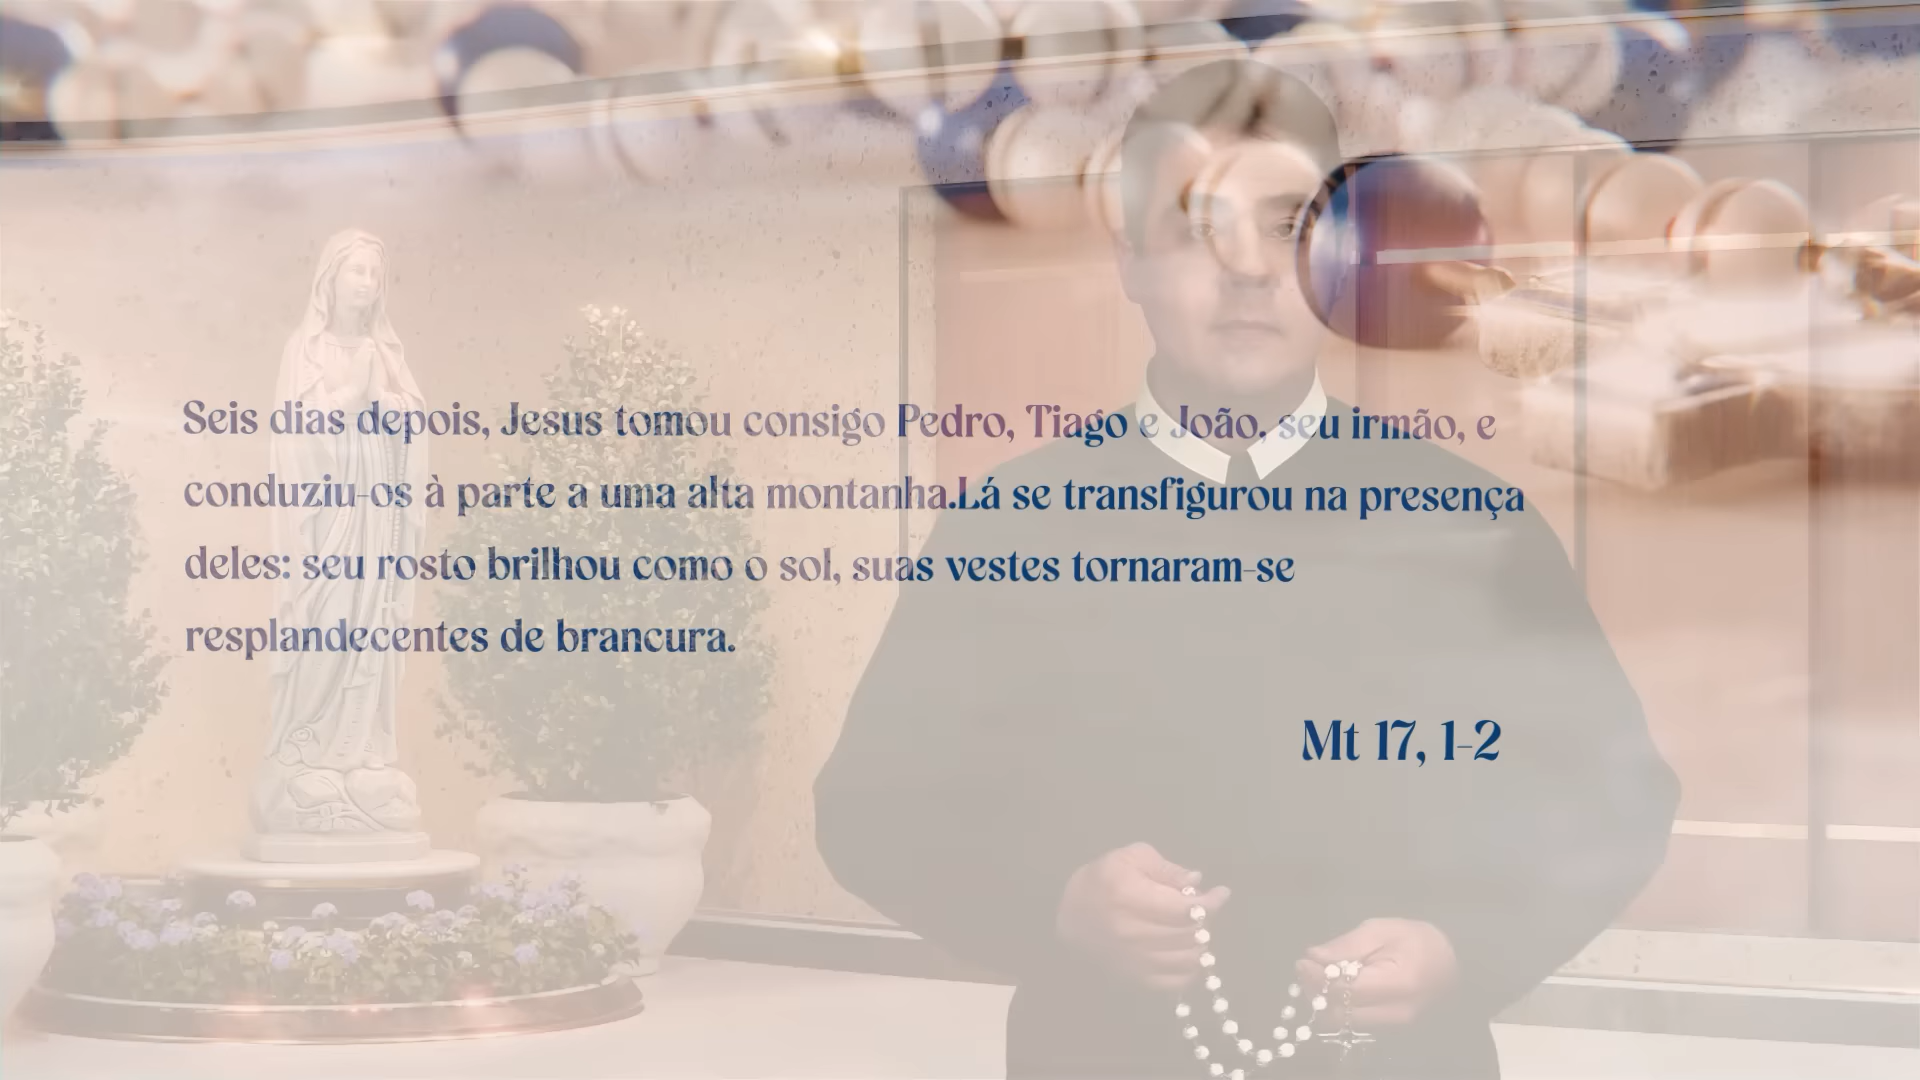 Seis dias depois, Jesus tomou consigo Pedro, Tiago e João, seu irmão, e
conduziu-os à parte a uma alta montanha.Lá se transfigurou na presença
deles: seu rosto brilhou como o sol, suas vestes tornaram-se
resplandecentes de brancura.
Mt 17, 1-2